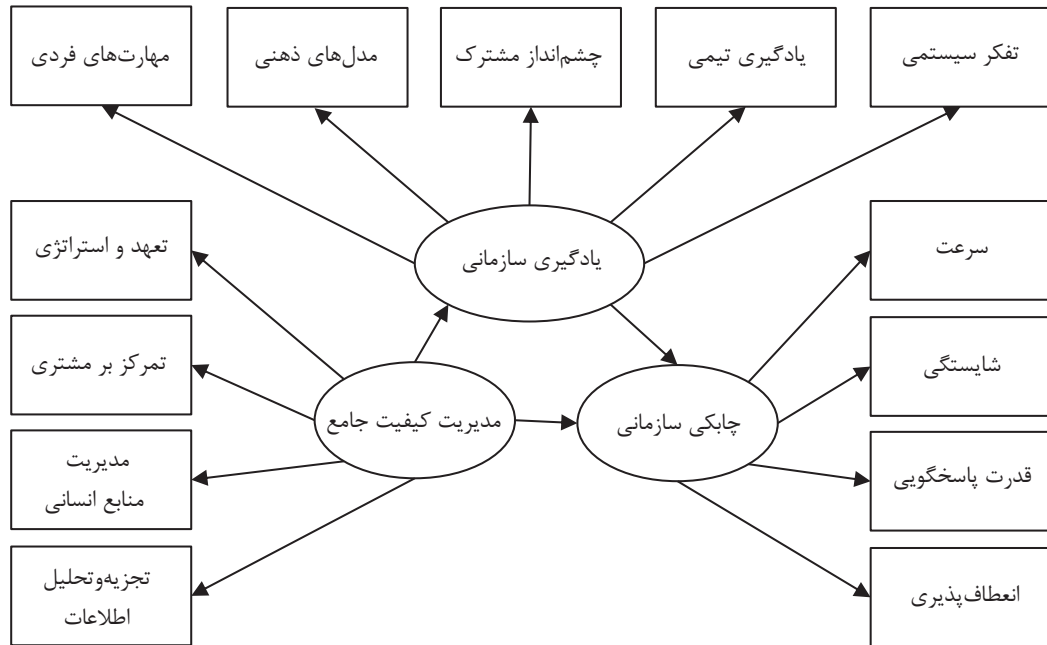 تفکر سیستمی
یادگیری تیمی
چشم‌انداز مشترک
مدل‌های ذهنی
مهارت‌های فردی
سرعت
یادگیری سازمانی
تعهد و استراتژی
شایستگی
تمرکز بر مشتری
چابکی سازمانی
مدیریت کیفیت جامع
قدرت پاسخگویی
مدیریت
منابع انسانی
انعطاف‌پذیری
تجزیه‌وتحلیل
اطلاعات